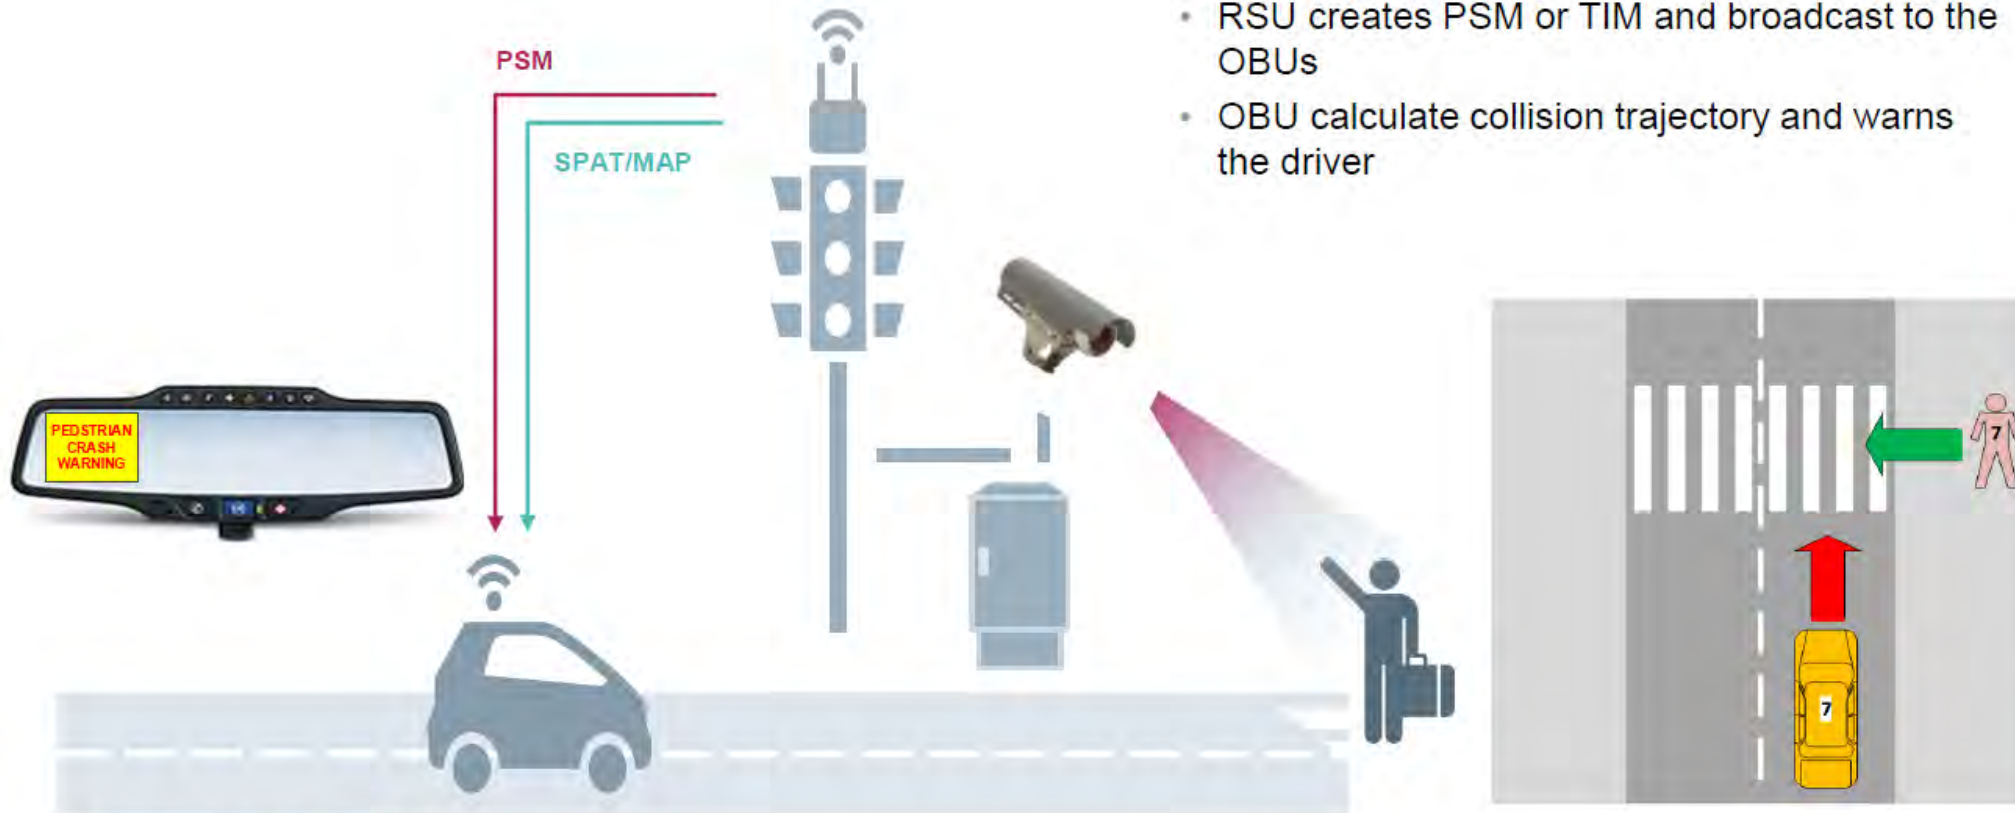 • RSU creates PSM or TIM and broadcast to the
OBUs
• OBU calculate collision trajectory and warns
the driver
PSM
SPAT/MAP
PEDSTRIAN
CRASH
WARNING
7
7